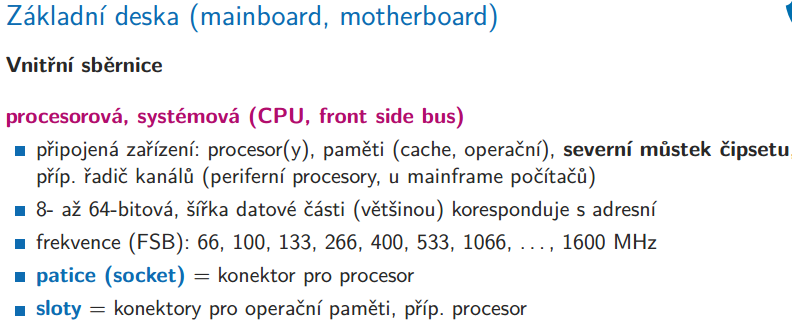 Základní deska (mainboard, motherboard)
Vnitřní sběrnice
procesorová, systémová (CPU, front side bus)
připojená zařízení: procesor(y), paměti (cache, operační), severní můstek čipsetu,
příp. řadič kanálů (periferní procesory, u mainframe počítačů)
8- až 64-bitová, šířka datové části (většinou) koresponduje s adresní
frekvence (FSB): 66, 100, 133, 266, 400, 533, 1066, ..., 1600 MHz
patice (socket) = konektor pro procesor
sloty = konektory pro operační paměti, příp. procesor